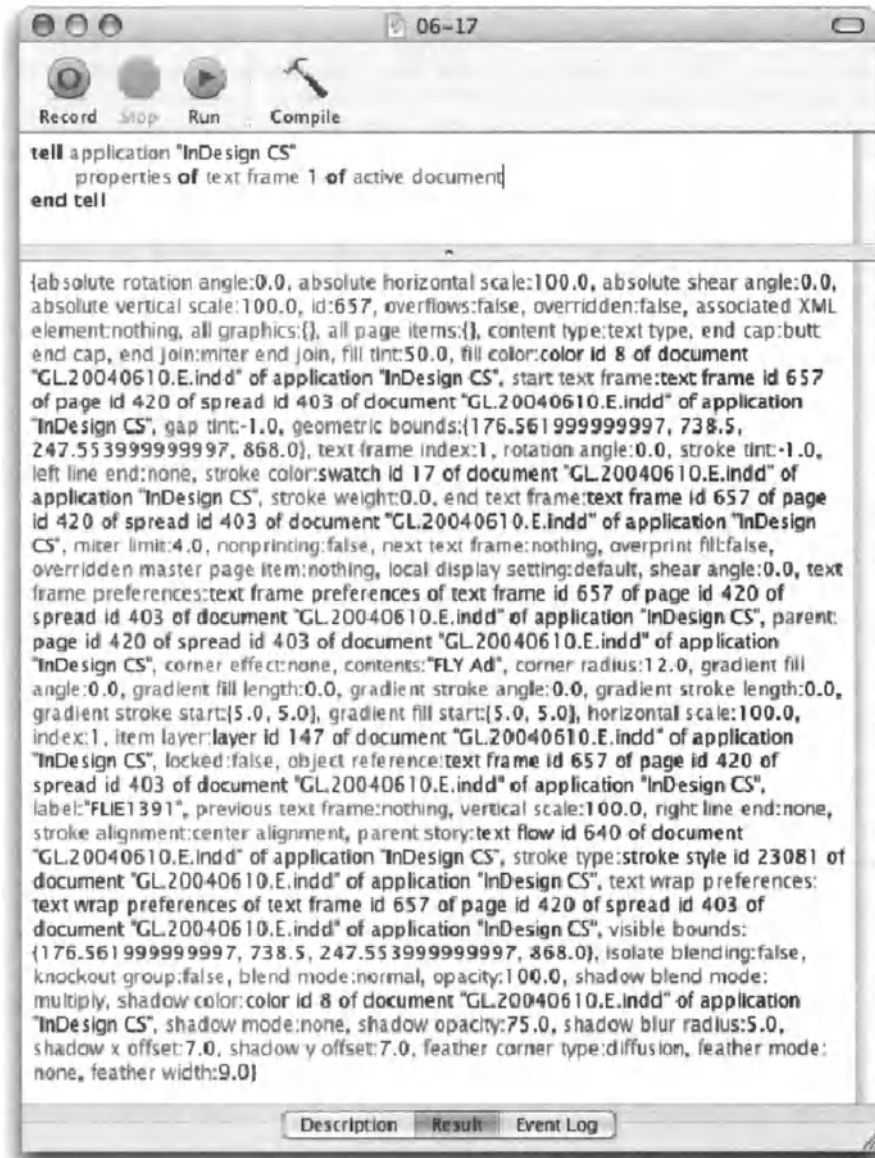 06-17
Record Stop Run Compile
tell application "InDesign CS"
properties of text frame 1 of active document
end tell
{absolute rotation angle:0.0, absolute horizontal scale:100.0, absolute shear angle:0.0,
absolute vertical scale:100.0, id:657, overflows:false, overridden:false, associated XML
element:nothing, all graphics:{}, all page items:{}, content type:text type, end cap:butt
end cap, end join:miter end join, fill tint:50.0, fill color:color id 8 of document
"GL.20040610.E.indd" of application "InDesign CS", start text frame:text frame id 657
of page id 420 of spread id 403 of document "GL.20040610.E.indd" of application
"InDesign CS", gap tint:-1.0, geometric bounds:{176.561999999997, 738.5,
247.553999999997, 868.0}, text frame index:1, rotation angle:0.0, stroke tint:-1.0,
left line end:none, stroke color:swatch id 17 of document "GL.20040610.E.indd" of
application "InDesign CS", stroke weight:0.0, end text frame:text frame id 657 of page
id 420 of spread id 403 of document "GL.20040610.E.indd" of application "InDesign
CS", miter limit:4.0, nonprinting:false, next text frame:nothing, overprint fill:false,
overridden master page item:nothing, local display setting:default, shear angle:0.0, text
frame preferences:text frame preferences of text frame id 657 of page id 420 of
spread id 403 of document "GL.20040610.E.indd" of application "InDesign CS", parent:
page id 420 of spread id 403 of document "GL.20040610.E.indd" of application
"InDesign CS", corner effect:none, contents:"FLY Ad", corner radius:12.0, gradient fill
angle:0.0, gradient fill length:0.0, gradient stroke angle:0.0, gradient stroke length:0.0,
gradient stroke start:{5.0, 5.0}, gradient fill start:{5.0, 5.0}, horizontal scale:100.0,
index:1, item layer:layer id 147 of document "GL.20040610.E.indd" of application
"InDesign CS", locked:false, object reference:text frame id 657 of page id 420 of
spread id 403 of document "GL.20040610.E.indd" of application "InDesign CS",
label:"FLIE1391", previous text frame:nothing, vertical scale:100.0, right line end:none,
stroke alignment:center alignment, parent story:text flow id 640 of document
"GL.20040610.E.indd" of application "InDesign CS", stroke type:stroke style id 23081 of
document "GL.20040610.E.indd" of application "InDesign CS", text wrap preferences:
text wrap preferences of text frame id 657 of page id 420 of spread id 403 of
document "GL.20040610.E.indd" of application "InDesign CS", visible bounds:
{176.561999999997, 738.5, 247.553999999997, 868.0}, isolate blending:false,
knockout group:false, blend mode:normal, opacity:100.0, shadow blend mode:
multiply, shadow color:color id 8 of document "GL.20040610.E.indd" of application
"InDesign CS", shadow mode:none, shadow opacity:75.0, shadow blur radius:5.0,
shadow x offset:7.0, shadow y offset:7.0, feather corner type:diffusion, feather mode:
none, feather width:9.0}
Description Result Event Log